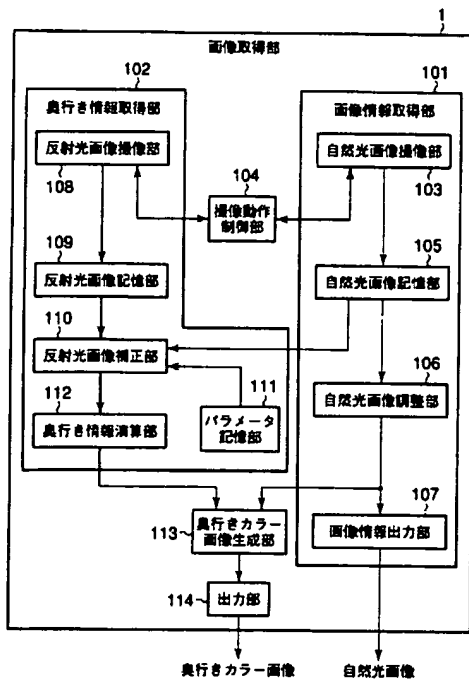 1
画像取得部
102
奥行き情報取得部
反射光画像撮像部
108
109
反射光画像記憶部
110
反射光画像補正部
112
奥行き情報演算部
111
パラメータ
記憶部
104
撮像動作
制御部
101
画像情報取得部
自然光画像撮像部
103
105
自然光画像記憶部
106
自然光画像調整部
107
画像情報出力部
113
奥行きカラー
画像生成部
114
出力部
奥行きカラー画像
自然光画像